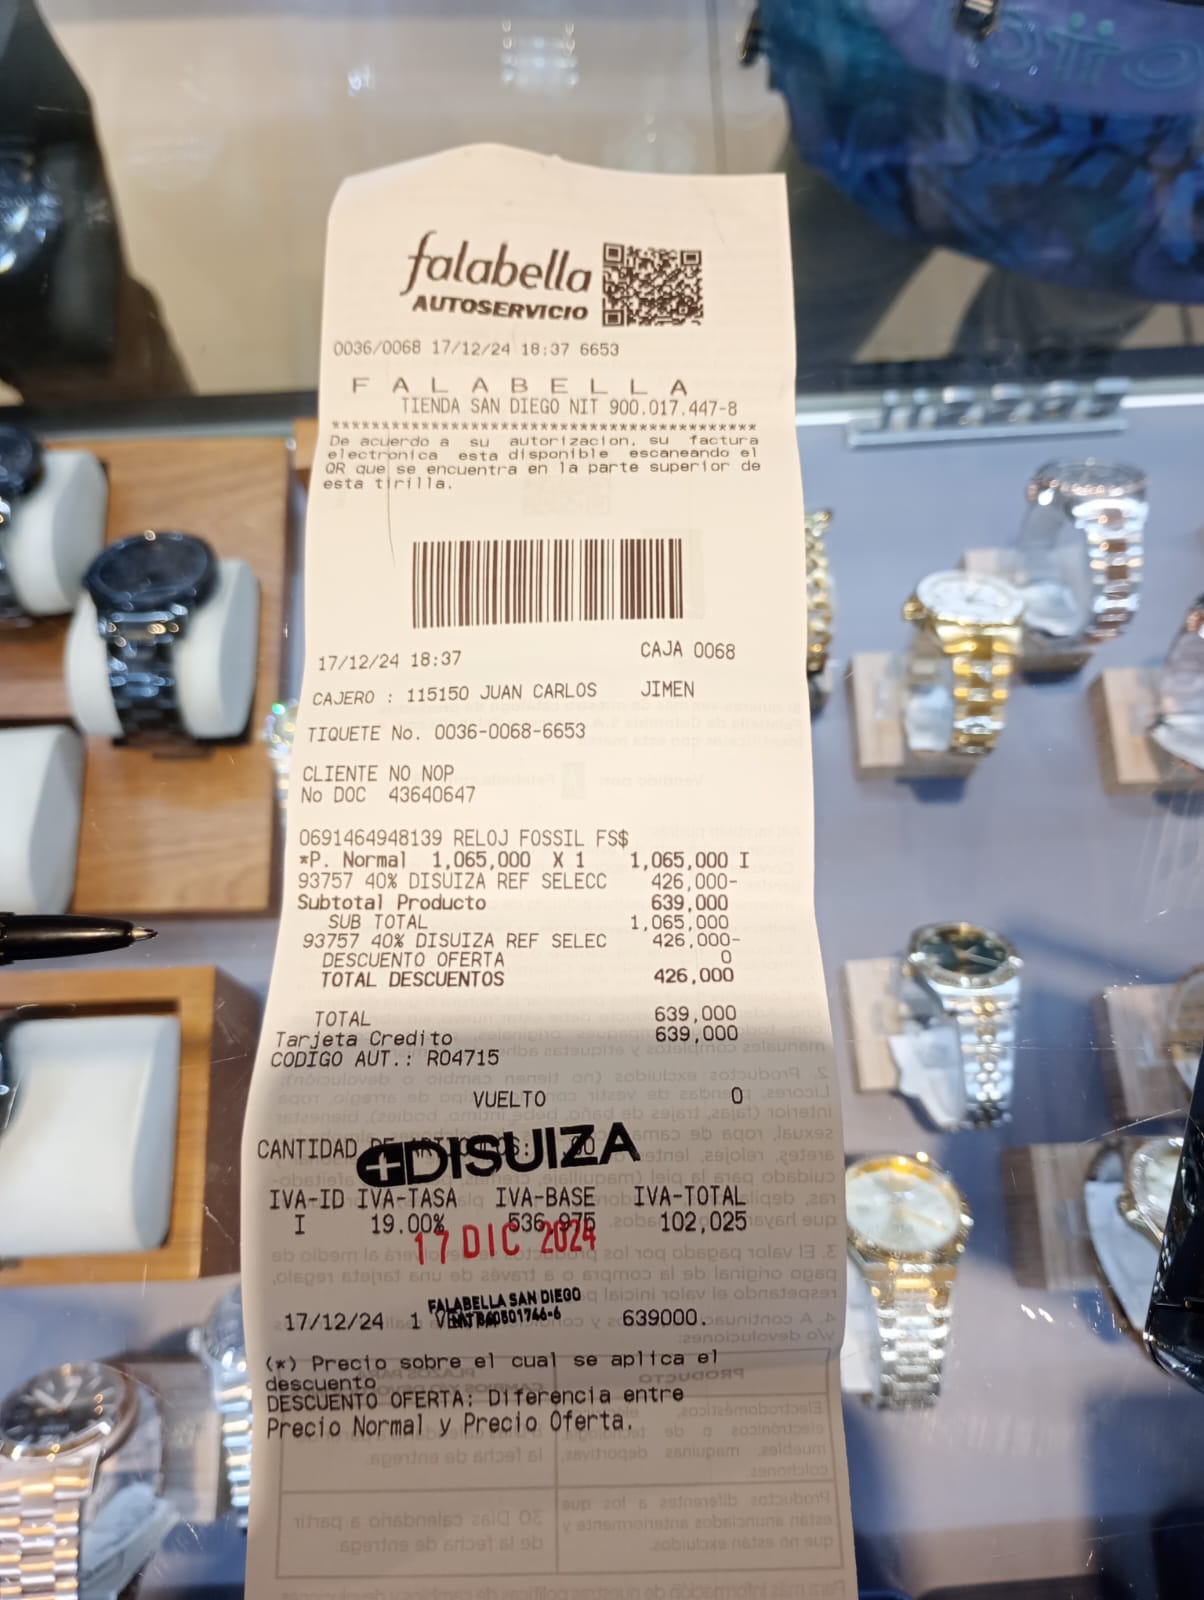 falabella
AUTOSERVICIO
0036/0068 17/12/24 18:37 6653
F A L A B E L L A
TIENDA SAN DIEGO NIT 900.017.447-8
******************************************
De acuerdo a su autorizacion, su factura
electronica esta disponible escaneando el
QR que se encuentra en la parte superior de
esta tirilla.
17/12/24 18:37 CAJA 0068
CAJERO : 115150 JUAN CARLOS JIMEN
TIQUETE No. 0036-0068-6653
CLIENTE NO NOP
No DOC 43640647
0691464948139 RELOJ FOSSIL FS$
*P. Normal 1,065,000 X 1 1,065,000 I
93757 40% DISUIZA REF SELECC 426,000-
Subtotal Producto 639,000
SUB TOTAL 1,065,000
93757 40% DISUIZA REF SELEC 426,000-
DESCUENTO OFERTA 0
TOTAL DESCUENTOS 426,000
TOTAL 639,000
Tarjeta Credito 639,000
CODIGO AUT.: R04715
VUELTO 0
CANTIDAD DE
DISUIZA
IVA-ID IVA-TASA IVA-BASE IVA-TOTAL
I 19.00% 536,975 102,025
17 DIC 2024
FALABELLA SAN DIEGO
17/12/24 1 639000.
(*) Precio sobre el cual se aplica el
descuento
DESCUENTO OFERTA: Diferencia entre
Precio Normal y Precio Oferta.